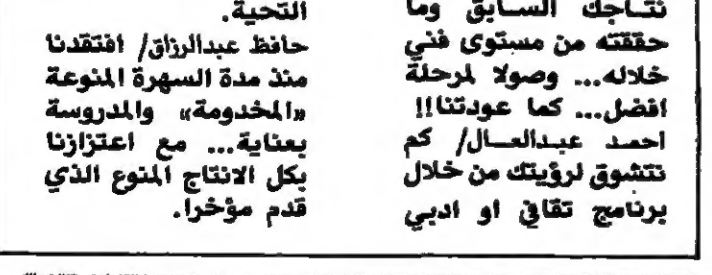 نتاجك السابق وما
حققته من مستوى فني
خلاله... وصولا لمرحلة
افضل... كما عودتنا!!
احمد عبدالعال/ كم
نتشوق لرؤيتك من خلال
برنامج ثقافي او ادبي
التحية.
حافظ عبدالرزاق/ افتقدنا
منذ مدة السهرة المنوعة
«المخدومة» والمدروسة
بعناية... مع اعتزازنا
بكل الانتاج المنوع الذي
قدم مؤخرا.